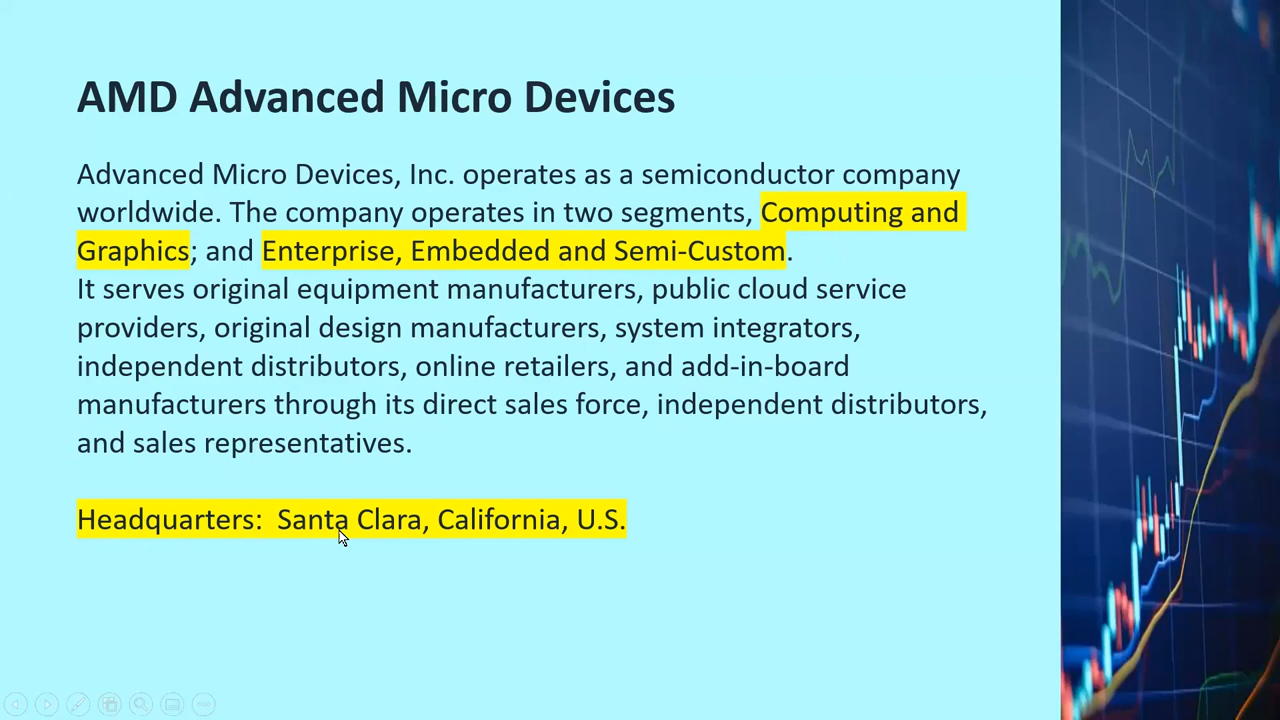 AMD Advanced Micro Devices
Advanced Micro Devices, Inc. operates as a semiconductor company
worldwide. The company operates in two segments, Computing and
Graphics; and Enterprise, Embedded and Semi-Custom.
It serves original equipment manufacturers, public cloud service
providers, original design manufacturers, system integrators,
independent distributors, online retailers, and add-in-board
manufacturers through its direct sales force, independent distributors,
and sales representatives.
Headquarters:  Santa Clara, California, U.S.